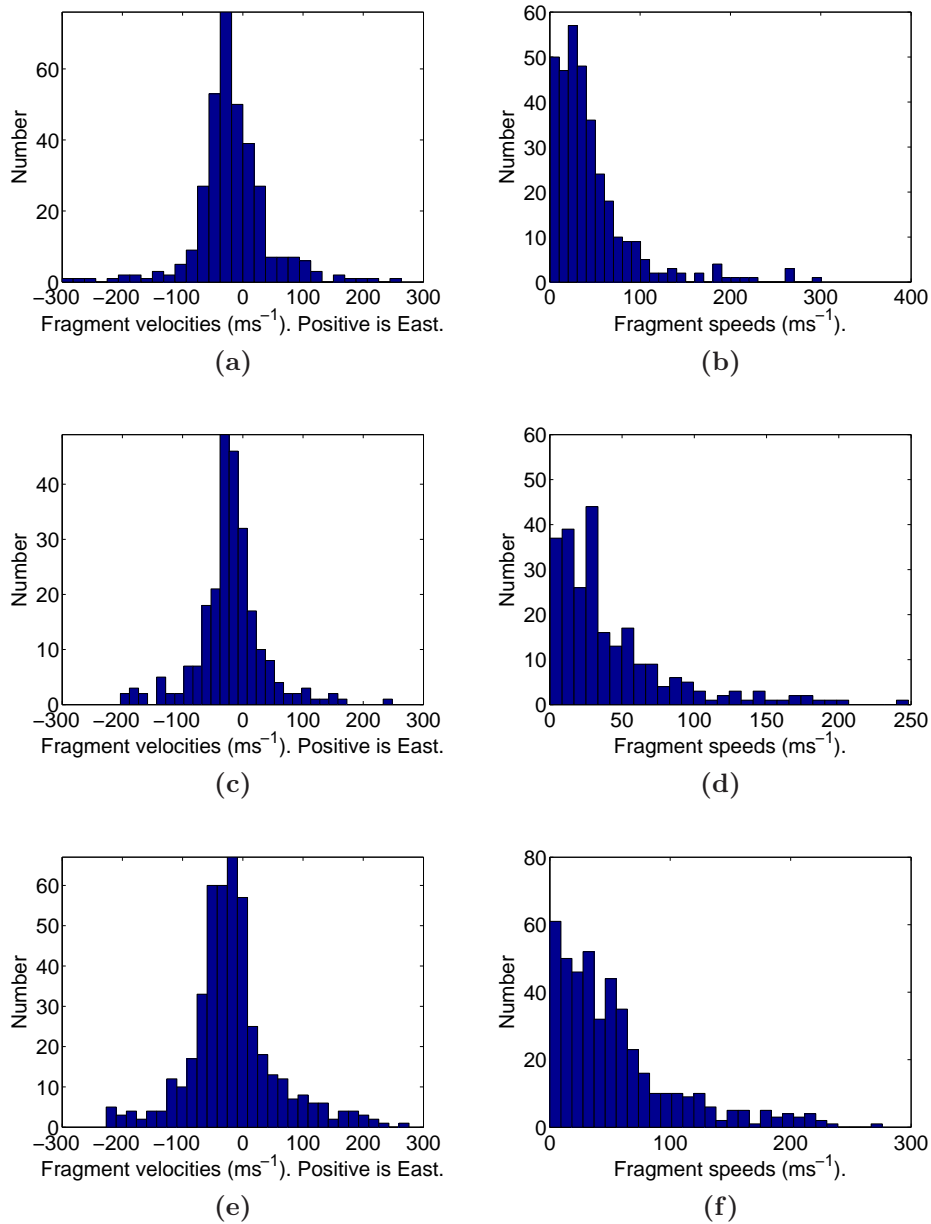 60
40
20
0
Number
−300 −200 −100 0 100 200 300
Fragment velocities (ms−1). Positive is East.
(a)
60
50
40
30
20
10
0
Number
0 100 200 300 400
Fragment speeds (ms−1).
(b)
40
30
20
10
0
Number
−300 −200 −100 0 100 200 300
Fragment velocities (ms−1). Positive is East.
(c)
60
50
40
30
20
10
0
Number
0 50 100 150 200 250
Fragment speeds (ms−1).
(d)
60
50
40
30
20
10
0
Number
−300 −200 −100 0 100 200 300
Fragment velocities (ms−1). Positive is East.
(e)
80
60
40
20
0
Number
0 100 200 300
Fragment speeds (ms−1).
(f)